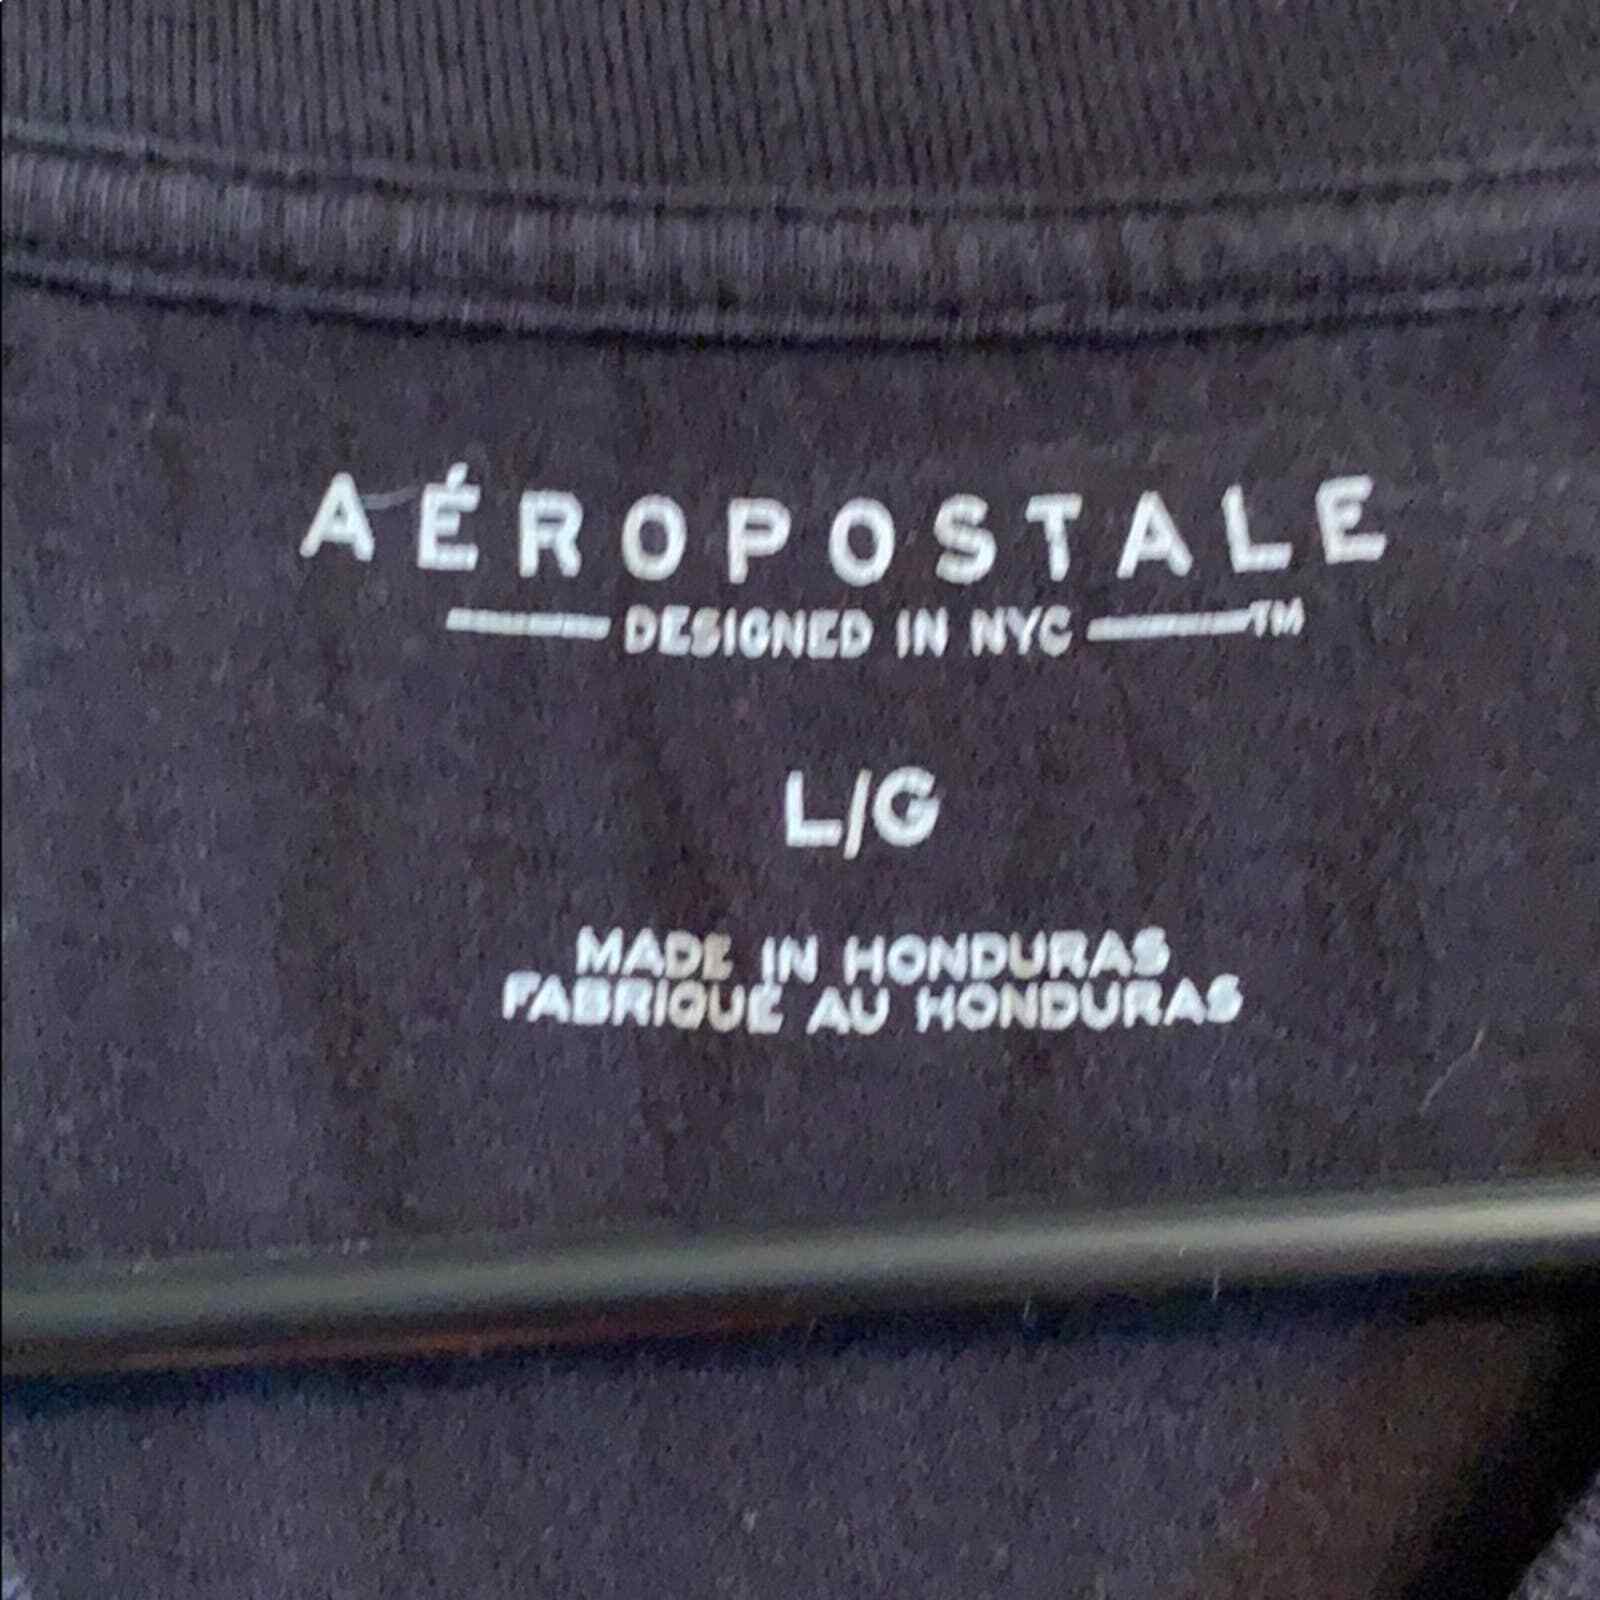 AÉROPOSTALE
DESIGNED IN NYC ™
L/G
MADE IN HONDURAS
FABRIQUÉ AU HONDURAS